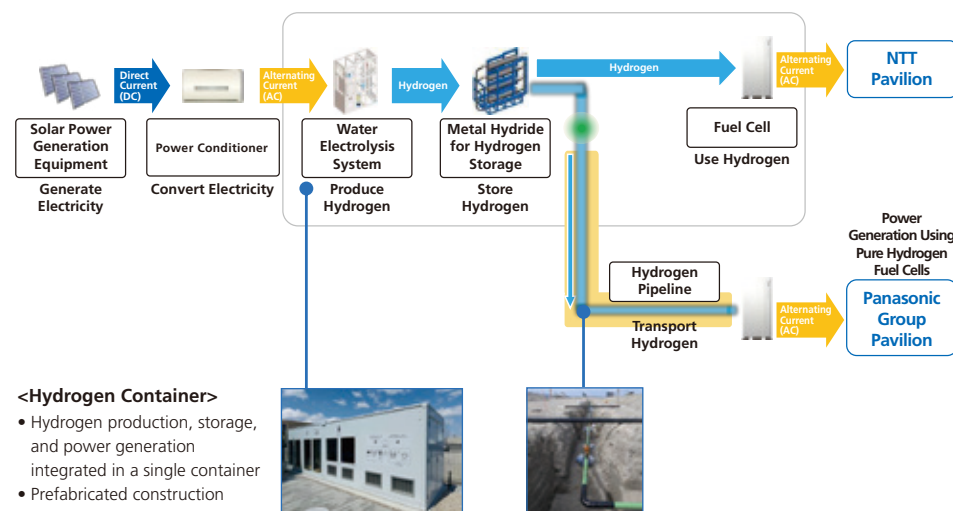 Direct
Current
(DC)
Alternating
Current
(AC)
Hydrogen
Hydrogen
Alternating
Current
(AC)
NTT
Pavilion
Solar Power
Generation
Equipment
Generate
Electricity
Power Conditioner
Convert Electricity
Water
Electrolysis
System
Produce
Hydrogen
Metal Hydride
for Hydrogen
Storage
Store
Hydrogen
Fuel Cell
Use Hydrogen
Hydrogen
Pipeline
Transport
Hydrogen
Alternating
Current
(AC)
Power
Generation Using
Pure Hydrogen
Fuel Cells
Panasonic
Group
Pavilion
<Hydrogen Container>
• Hydrogen production, storage,
and power generation
integrated in a single container
• Prefabricated construction